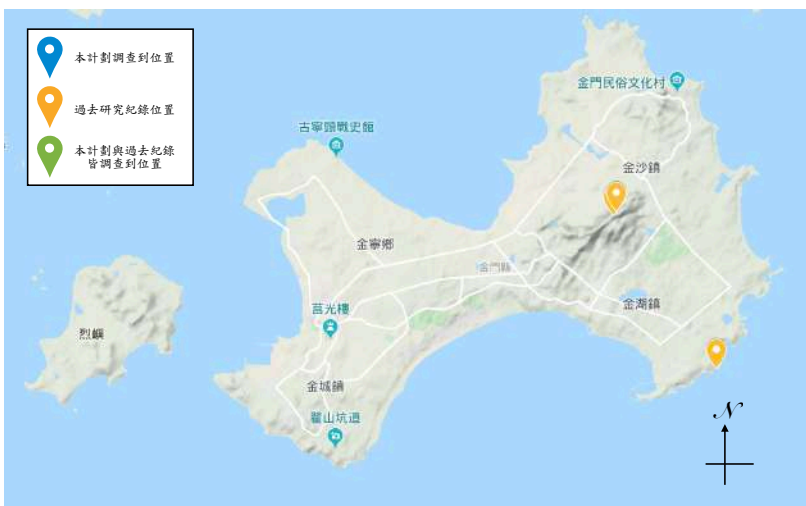 本計劃調查到位置
過去研究紀錄位置
本計劃與過去紀錄
皆調查到位置
金門民俗文化村
古寧頭戰史館
金沙鎮
金寧鄉
金門縣
莒光樓
金湖鎮
烈嶼
金城鎮
翟山坑道
N